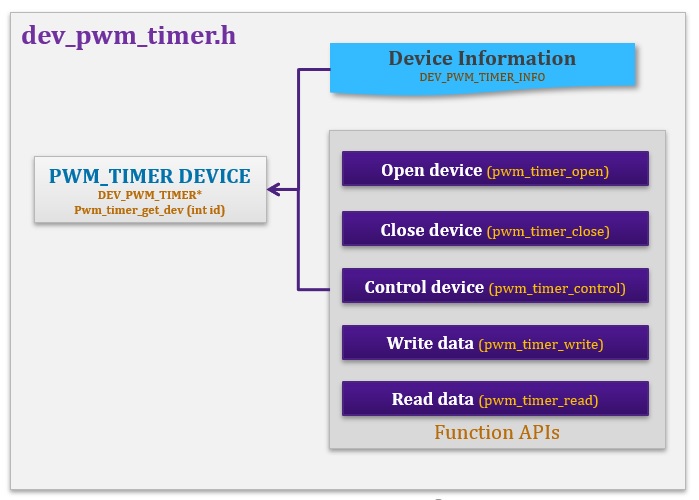 dev_pwm_timer.h
Device Information
DEV_PWM_TIMER_INFO
PWM_TIMER DEVICE
DEV_PWM_TIMER*
Pwm_timer_get_dev (int id)
Open device (pwm_timer_open)
Close device (pwm_timer_close)
Control device (pwm_timer_control)
Write data (pwm_timer_write)
Read data (pwm_timer_read)
Function APIs